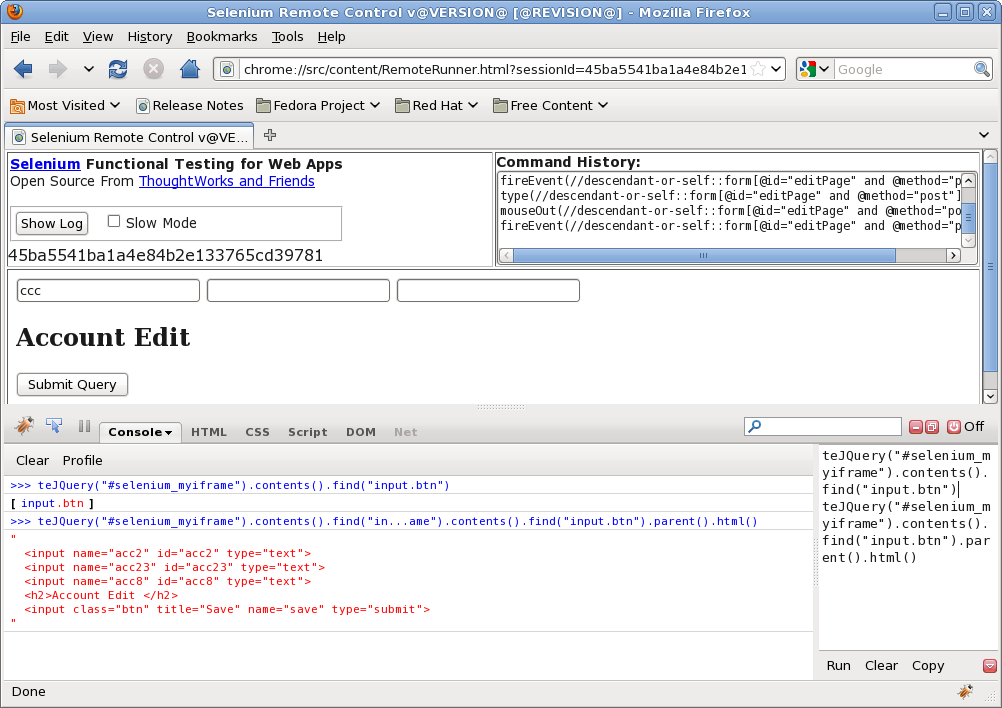 Selenium Remote Control v@VERSION@ [@REVISION@] - Mozilla Firefox
File Edit View History Bookmarks Tools Help
chrome://src/content/RemoteRunner.html?sessionId=45ba5541ba1a4e84b2e1
Google
Most Visited Release Notes Fedora Project Red Hat Free Content
Selenium Remote Control v@VE...
Selenium Functional Testing for Web Apps
Open Source From ThoughtWorks and Friends
Show Log Slow Mode
45ba5541ba1a4e84b2e133765cd39781
Command History:
fireEvent(//descendant-or-self::form[@id="editPage" and @method="p
type(//descendant-or-self::form[@id="editPage" and @method="post"]
mouseOut(//descendant-or-self::form[@id="editPage" and @method="po
fireEvent(//descendant-or-self::form[@id="editPage" and @method="p
ccc
Account Edit
Submit Query
Console HTML CSS Script DOM Net
Off
Clear Profile
>>> teJQuery("#selenium_myiframe").contents().find("input.btn")
[ input.btn ]
>>> teJQuery("#selenium_myiframe").contents().find("in...ame").contents().find("input.btn").parent().html()
"
<input name="acc2" id="acc2" type="text">
<input name="acc23" id="acc23" type="text">
<input name="acc8" id="acc8" type="text">
<h2>Account Edit </h2>
<input class="btn" title="Save" name="save" type="submit">
"
teJQuery("#selenium_m
yiframe").contents().
find("input.btn")
teJQuery("#selenium_m
yiframe").contents().
find("input.btn").par
ent().html()
Run Clear Copy
Done